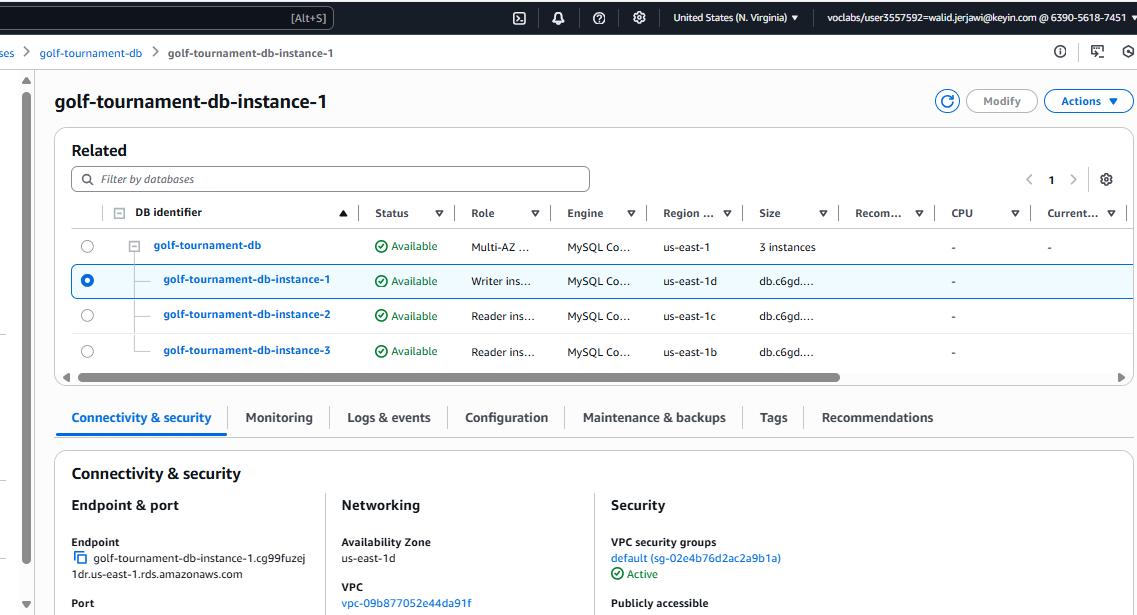 [Alt+S]
United States (N. Virginia) ▼
voclabs/user3557592=walid.jerjawi@keyin.com @ 6390-5618-7451 ▼
ses > golf-tournament-db > golf-tournament-db-instance-1
golf-tournament-db-instance-1
Modify
Actions ▼
Related
Filter by databases
1
DB identifier Status Role Engine Region ... Size Recom... CPU Current...
golf-tournament-db Available Multi-AZ ... MySQL Co... us-east-1 3 instances - -
golf-tournament-db-instance-1 Available Writer ins... MySQL Co... us-east-1d db.c6gd.... -
golf-tournament-db-instance-2 Available Reader ins... MySQL Co... us-east-1c db.c6gd.... -
golf-tournament-db-instance-3 Available Reader ins... MySQL Co... us-east-1b db.c6gd.... -
Connectivity & security Monitoring Logs & events Configuration Maintenance & backups Tags Recommendations
Connectivity & security
Endpoint & port
Endpoint
golf-tournament-db-instance-1.cg99fuzej
1dr.us-east-1.rds.amazonaws.com
Port
Networking
Availability Zone
us-east-1d
VPC
vpc-09b877052e44da91f
Security
VPC security groups
default (sg-02e4b76d2ac2a9b1a)
Active
Publicly accessible